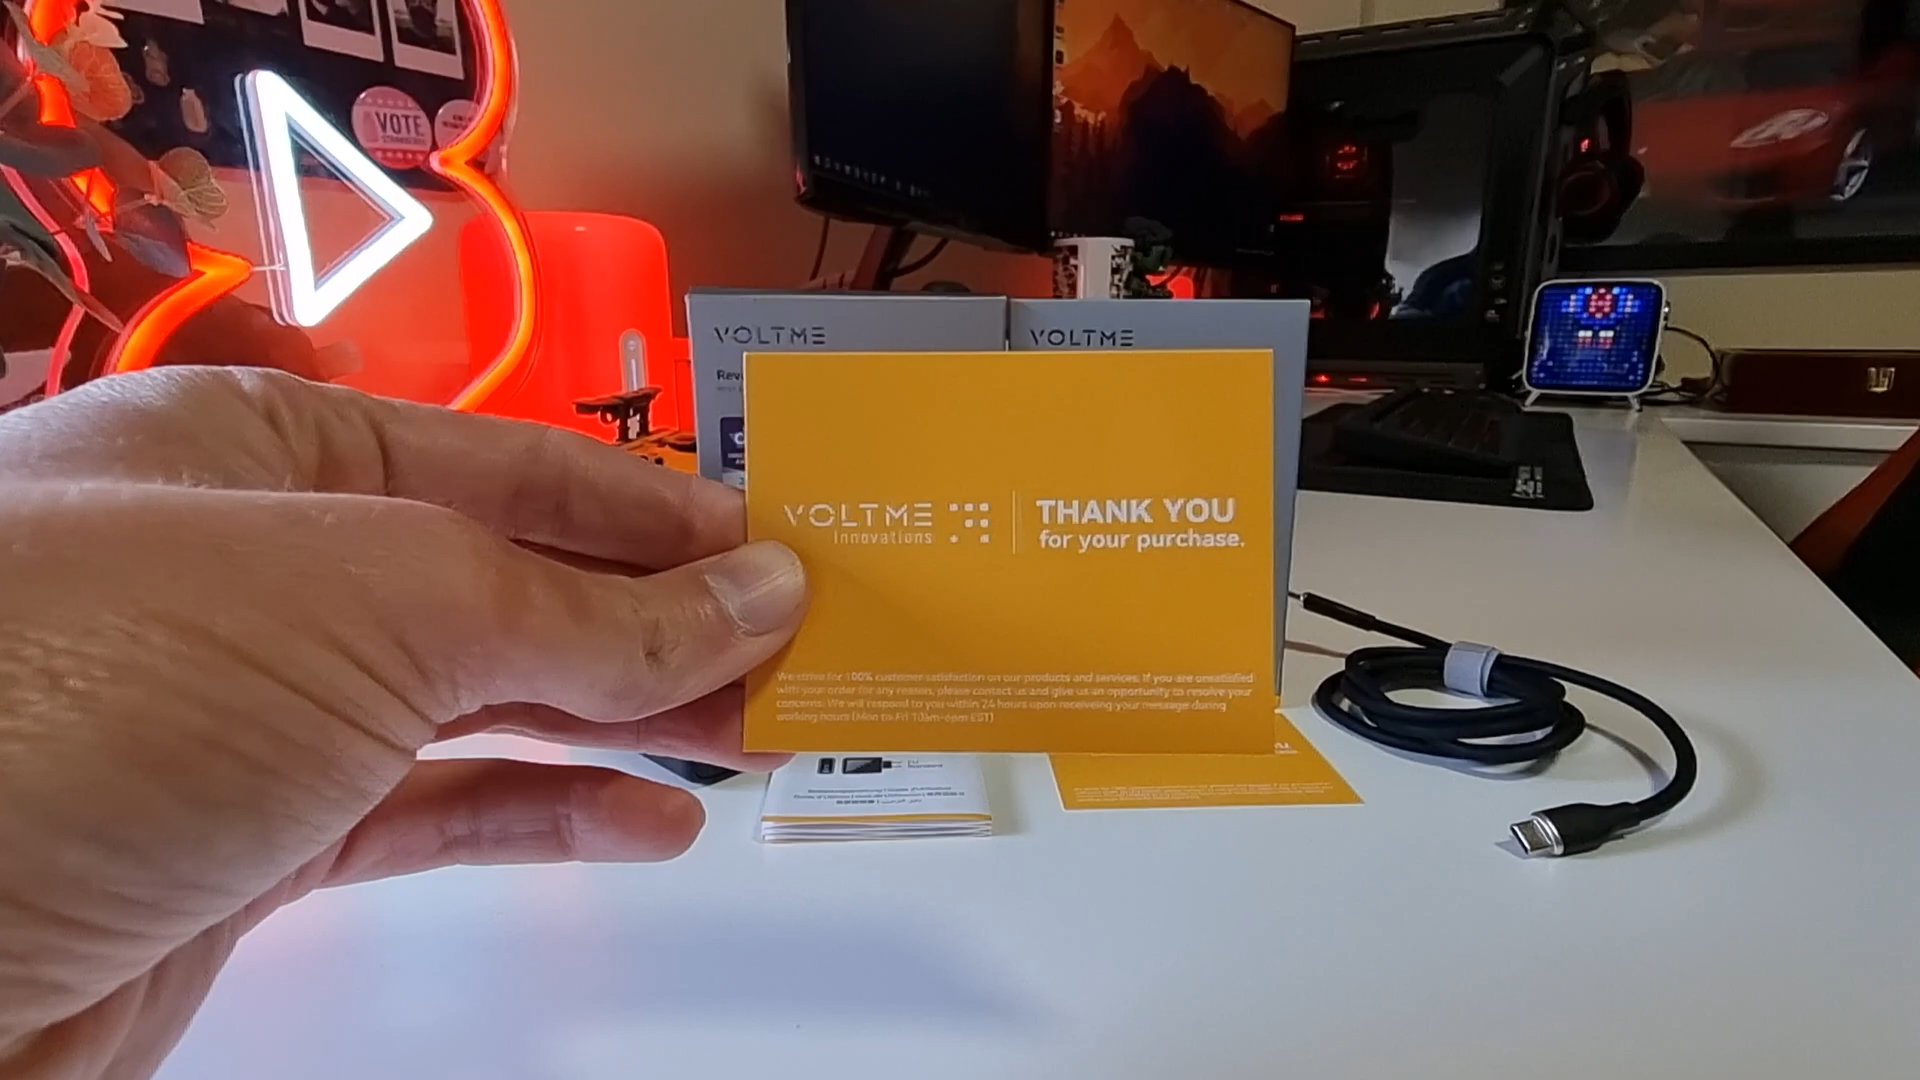 VOTE
VOLTME
VOLTME
VOLTME
Innovations
THANK YOU
for your purchase.
We strive for 100% customer satisfaction on our products and services. If you are unsatisfied
with your order for any reason, please contact us and give us an opportunity to resolve your
concerns. We will respond to you within 24 hours upon receiveing your message during
working hours (Mon to Fri 10am-6pm EST)